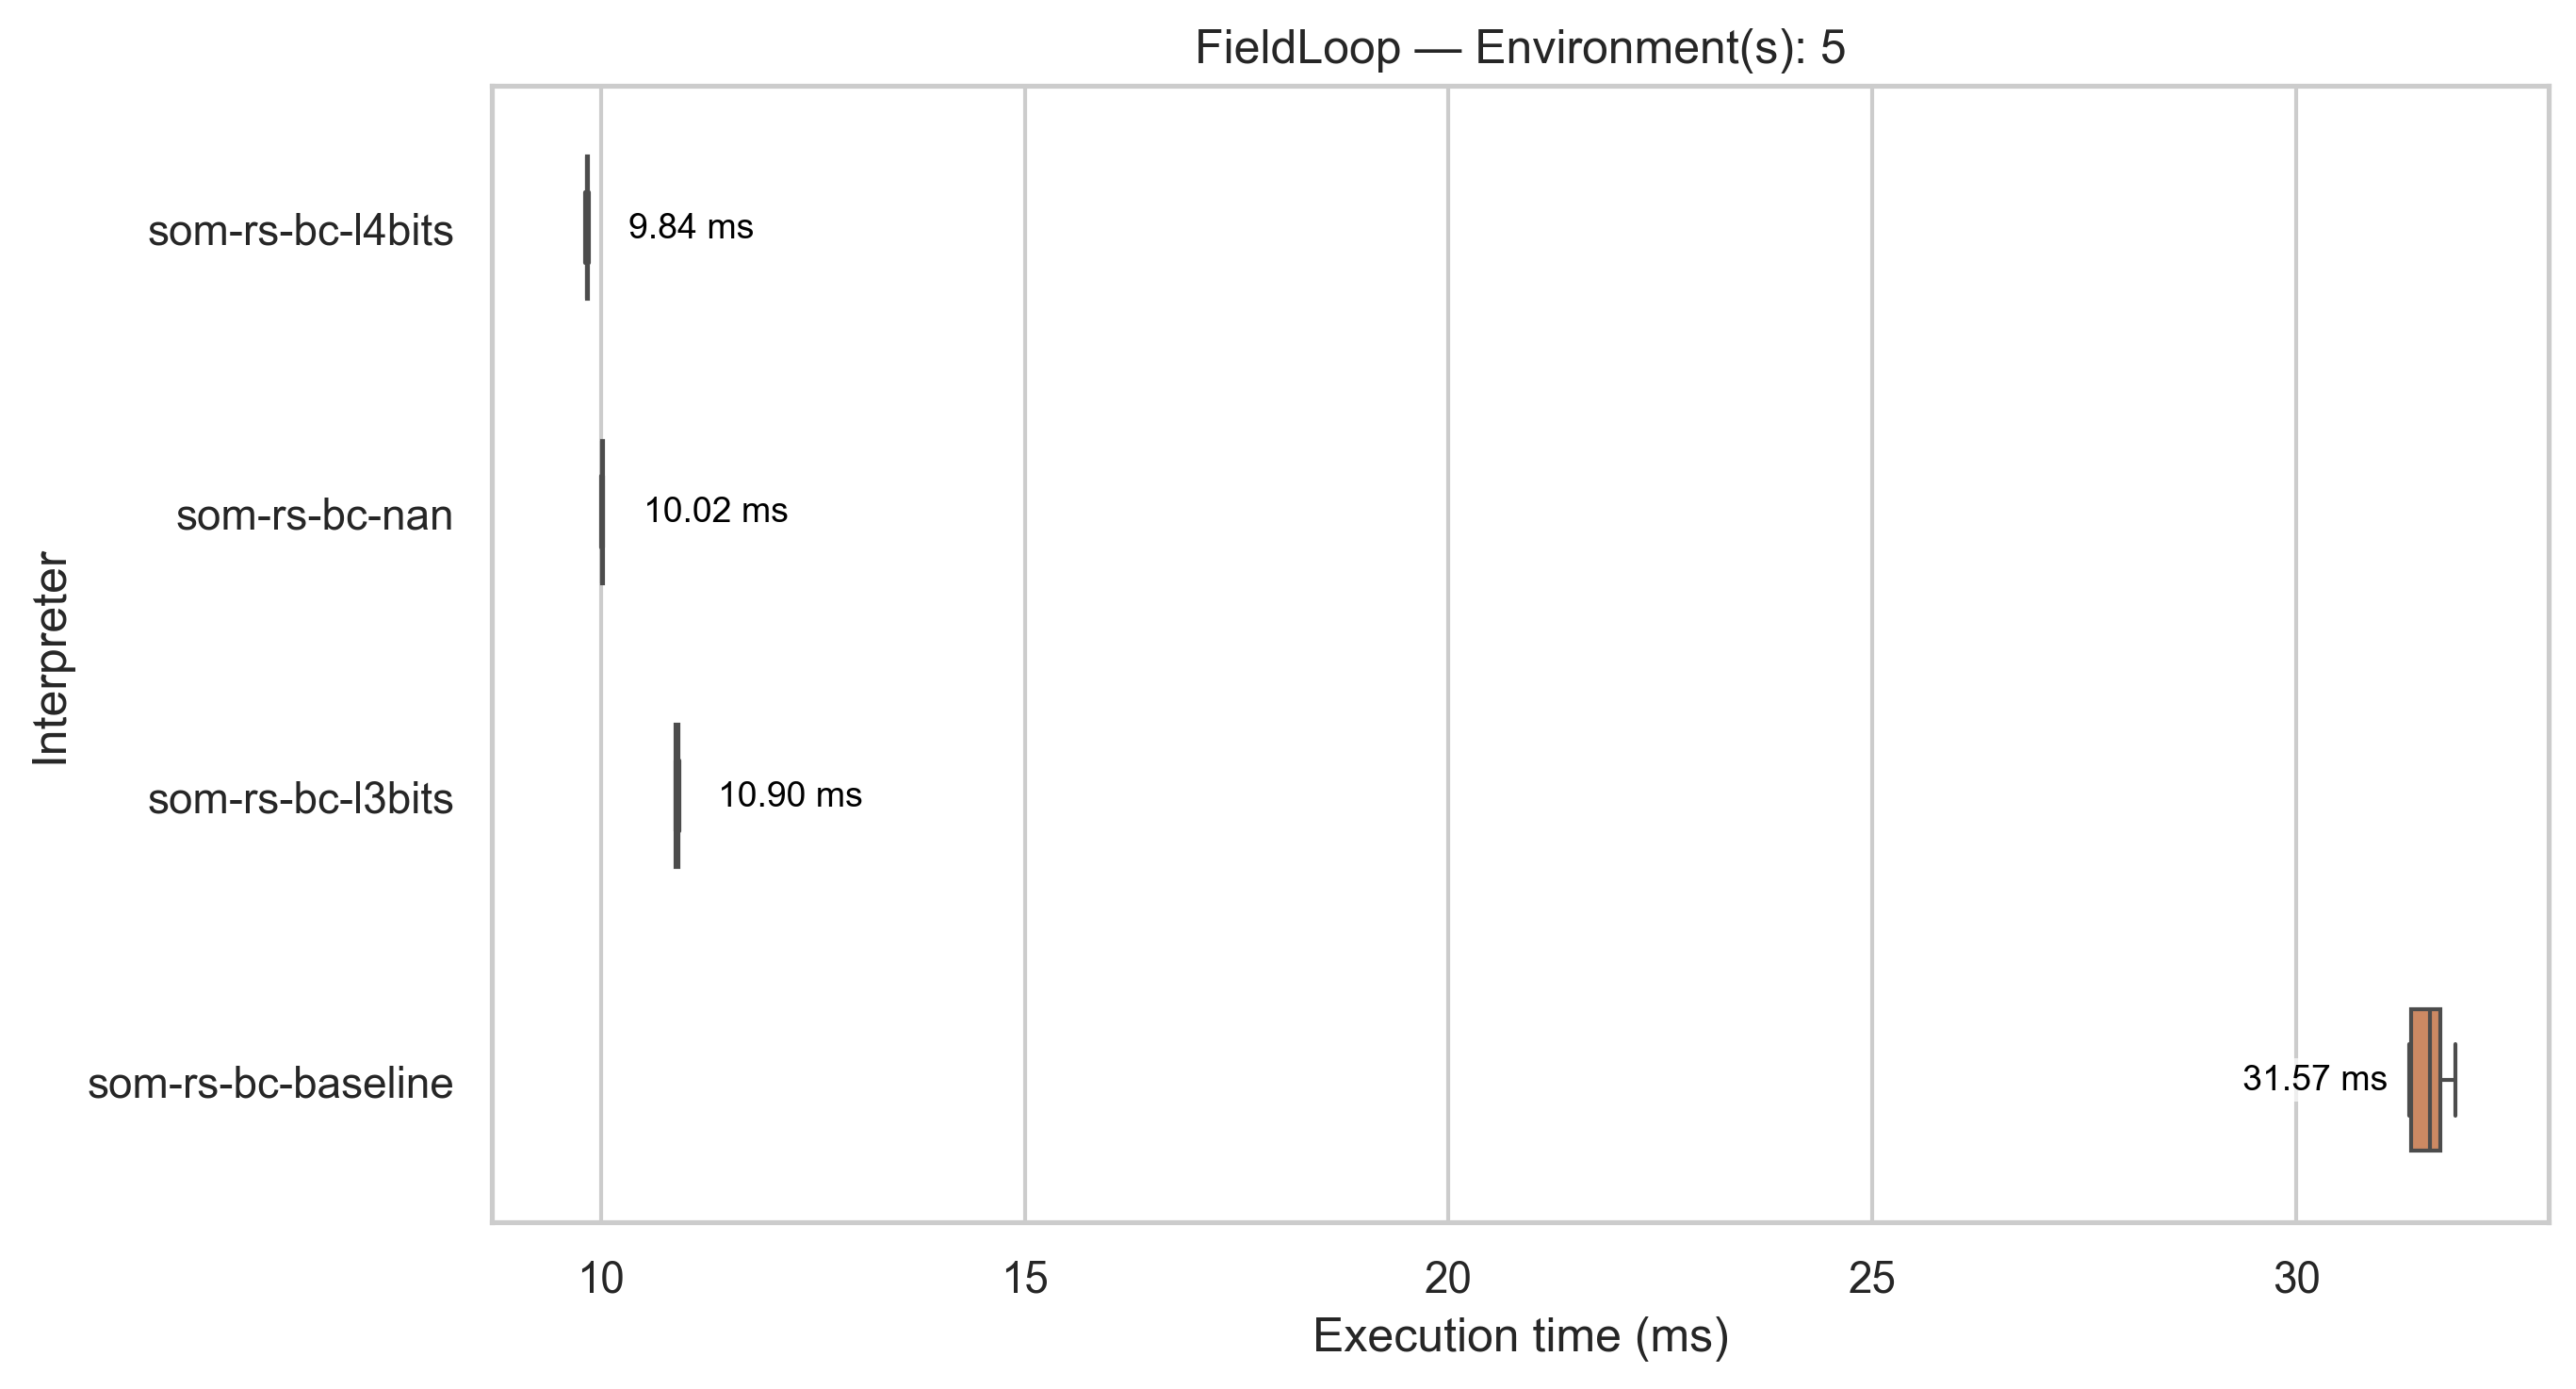 FieldLoop — Environment(s): 5
som-rs-bc-l4bits
9.84 ms
som-rs-bc-nan
10.02 ms
Interpreter
som-rs-bc-l3bits
10.90 ms
som-rs-bc-baseline
31.57 ms
10 15 20 25 30
Execution time (ms)